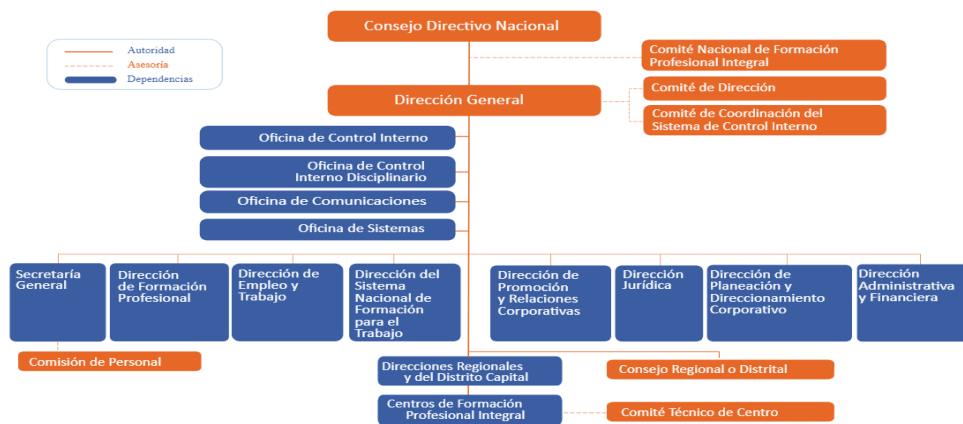 Consejo Directivo Nacional
Autoridad
Asesoría
Dependencias
Comité Nacional de Formación
Profesional Integral
Dirección General
Comité de Dirección
Comité de Coordinación del
Sistema de Control Interno
Oficina de Control Interno
Oficina de Control
Interno Disciplinario
Oficina de Comunicaciones
Oficina de Sistemas
Secretaría
General
Dirección
de Formación
Profesional
Dirección de
Empleo y
Trabajo
Dirección del
Sistema
Nacional de
Formación
para el
Trabajo
Dirección de
Promoción
y Relaciones
Corporativas
Dirección
Jurídica
Dirección de
Planeación y
Direccionamiento
Corporativo
Dirección
Administrativa
y Financiera
Comisión de Personal
Direcciones Regionales
y del Distrito Capital
Consejo Regional o Distrital
Centros de Formación
Profesional Integral
Comité Técnico de Centro